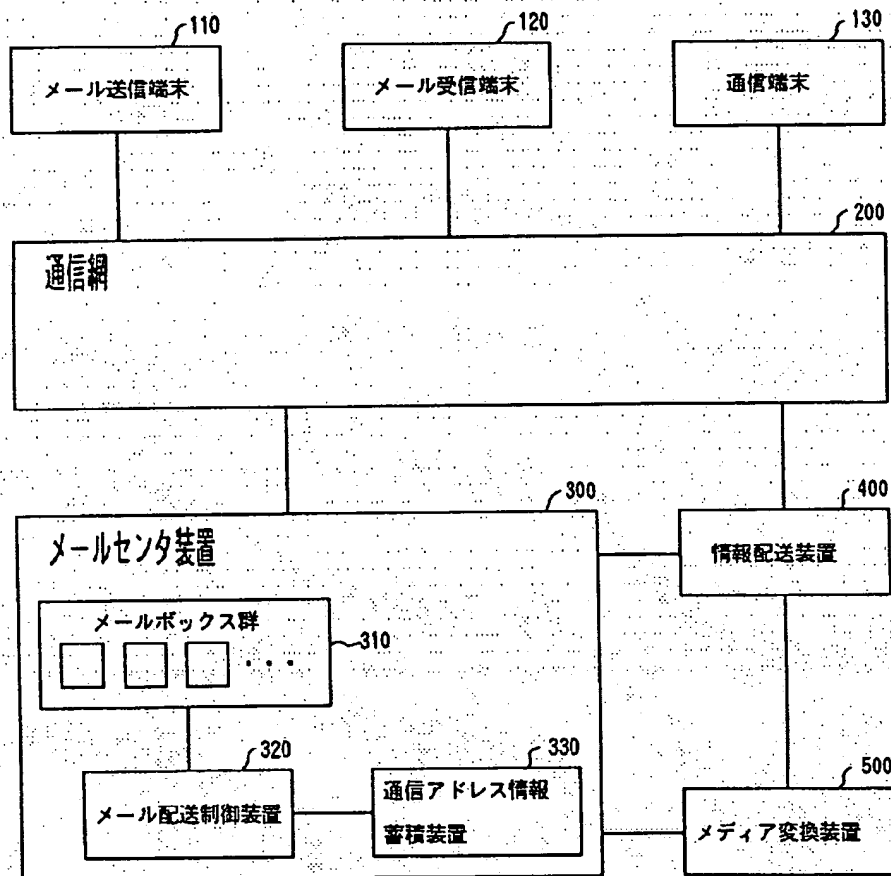 110
120
130
メール送信端末
メール受信端末
通信端末
200
通信網
300
400
メールセンタ装置
情報配送装置
メールボックス群
310
...
320
330
500
メール配送制御装置
通信アドレス情報
蓄積装置
メディア変換装置